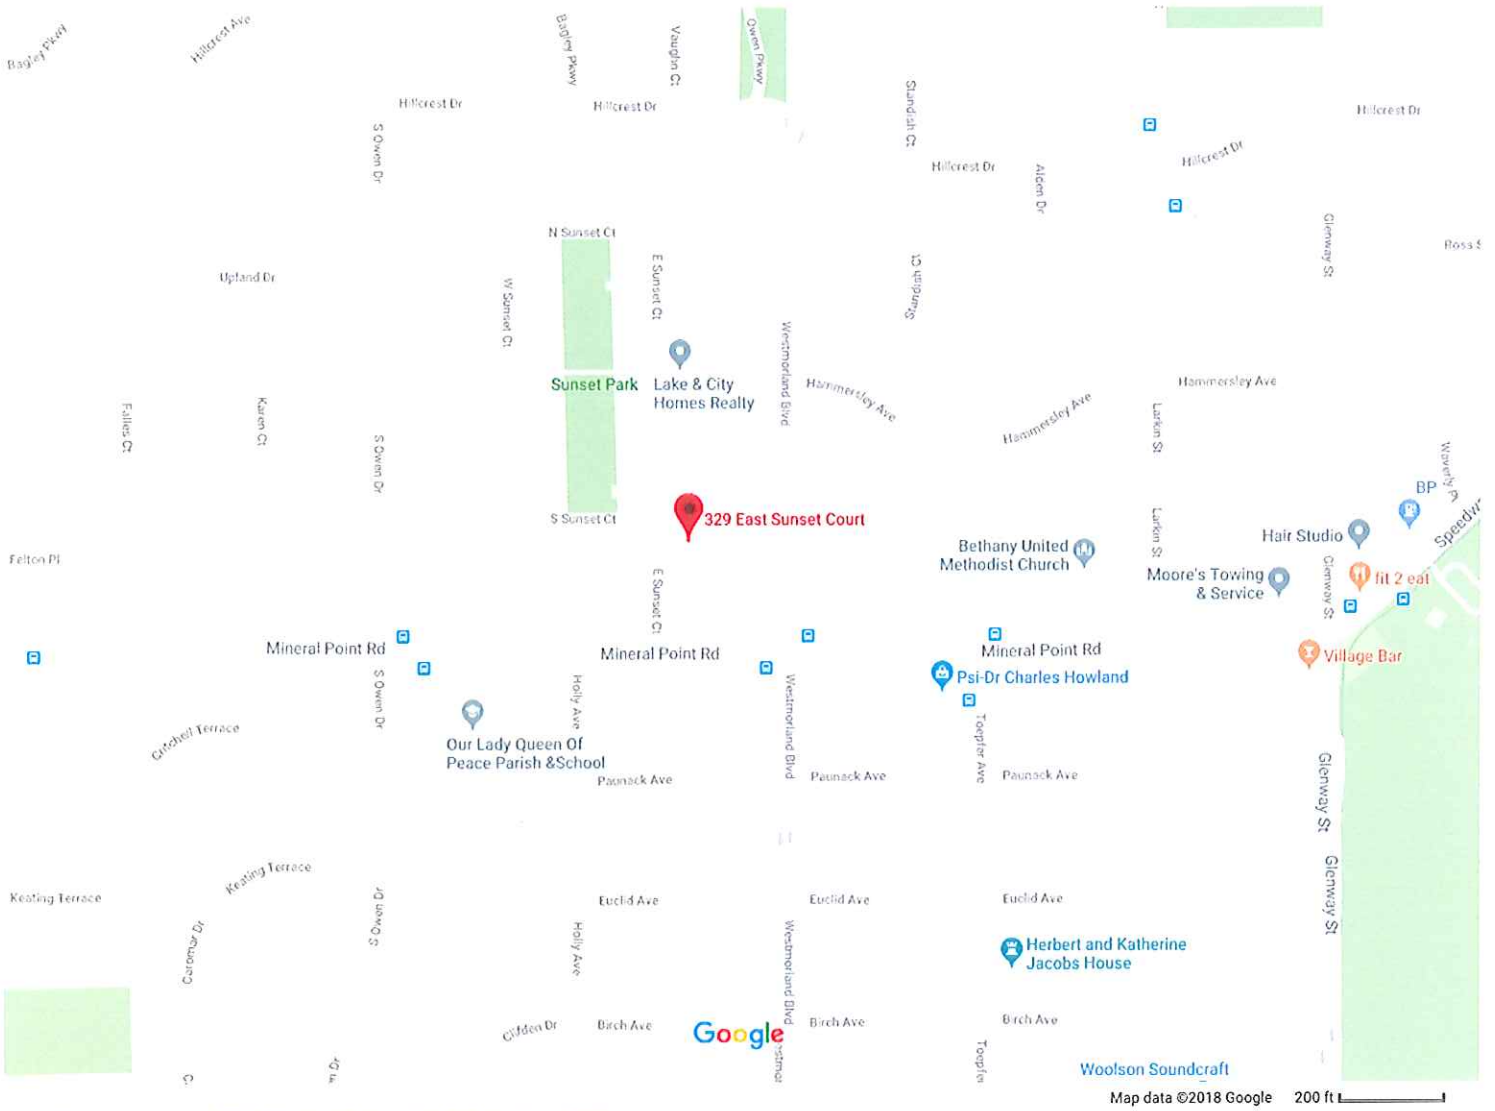 Bagley Pkwy
Hillcrest Ave
Bagley Pkwy
Vaughn Ct
Owen Pkwy
Hillcrest Dr
Hillcrest Dr
Standish Ct
Hillcrest Dr
S Owen Dr
Hillcrest Dr
Hillcrest Dr
Alden Dr
N Sunset Ct
Glenway St
Ross S
Upland Dr
W Sunset Ct
E Sunset Ct
Standish Ct
Westmorland Blvd
Sunset Park
Lake & City
Homes Realty
Hammersley Ave
Hammersley Ave
Hammersley Ave
Falles Ct
Karen Ct
S Owen Dr
Larkin St
Waverly P
BP
S Sunset Ct
329 East Sunset Court
Larkin St
Hair Studio
Speedw
Felton Pl
Bethany United
Methodist Church
Moore's Towing
& Service
Glenway St
fit 2 eat
E Sunset Ct
Mineral Point Rd
Mineral Point Rd
Mineral Point Rd
Village Bar
Psi-Dr Charles Howland
S Owen Dr
Holly Ave
Westmorland Blvd
Toepfer Ave
Critchell Terrace
Our Lady Queen Of
Peace Parish &School
Paunack Ave
Paunack Ave
Paunack Ave
Glenway St
Keating Terrace
Keating Terrace
Euclid Ave
Euclid Ave
Euclid Ave
Glenway St
S Owen Dr
Caromar Dr
Holly Ave
Westmorland Blvd
Herbert and Katherine
Jacobs House
Clifden Dr
Birch Ave
Google
Birch Ave
Birch Ave
stmor
Toepfer
Woolson Soundcraft
Map data ©2018 Google
200 ft